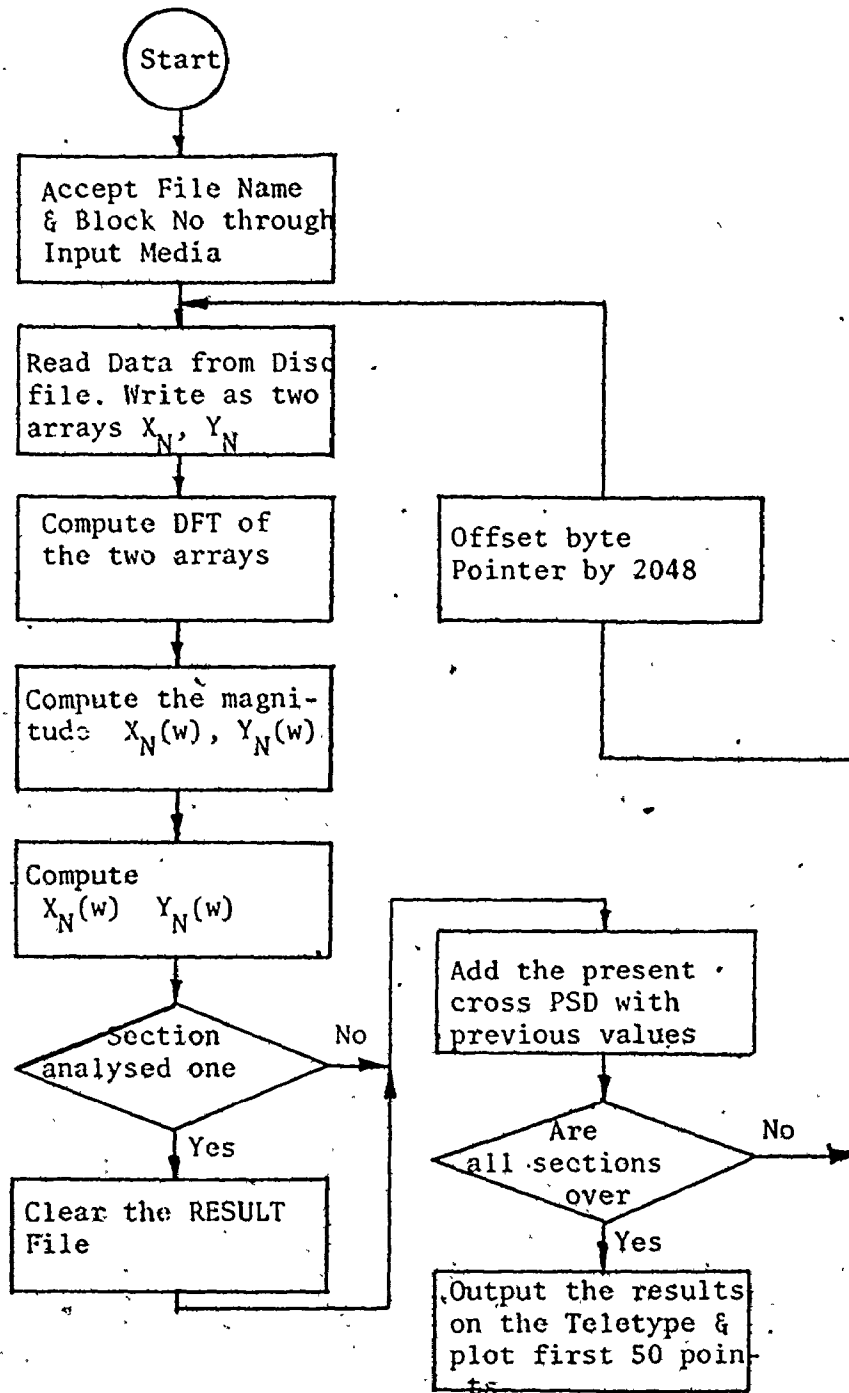 Start
Accept File Name
& Block No through
Input Media
Read Data from Disc
file. Write as two
arrays X_N, Y_N
Compute DFT of
the two arrays
Compute the magni-
tude X_N(w), Y_N(w)
Compute
X_N(w) Y_N(w)
Section
analysed one
No
Yes
Clear the RESULT
File
Offset byte
Pointer by 2048
Add the present
cross PSD with
previous values
Are
all sections
over
No
Yes
Output the results
on the Teletype &
plot first 50 poin-
ts